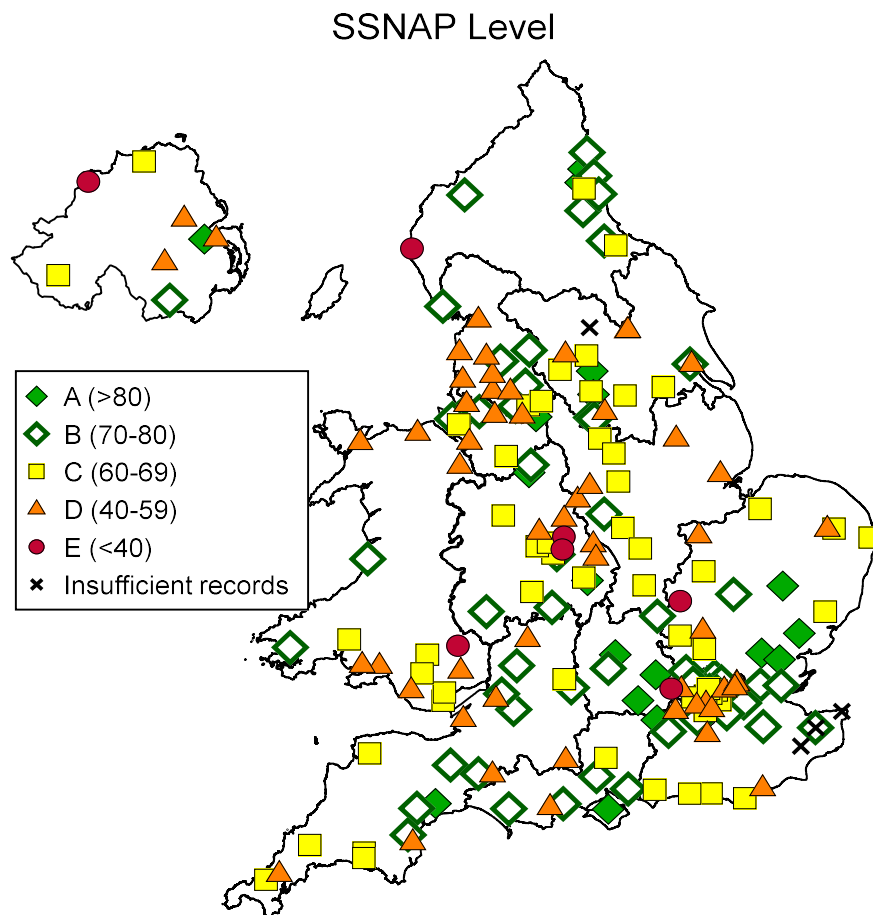 SSNAP Level
A (>80)
B (70-80)
C (60-69)
D (40-59)
E (<40)
Insufficient records